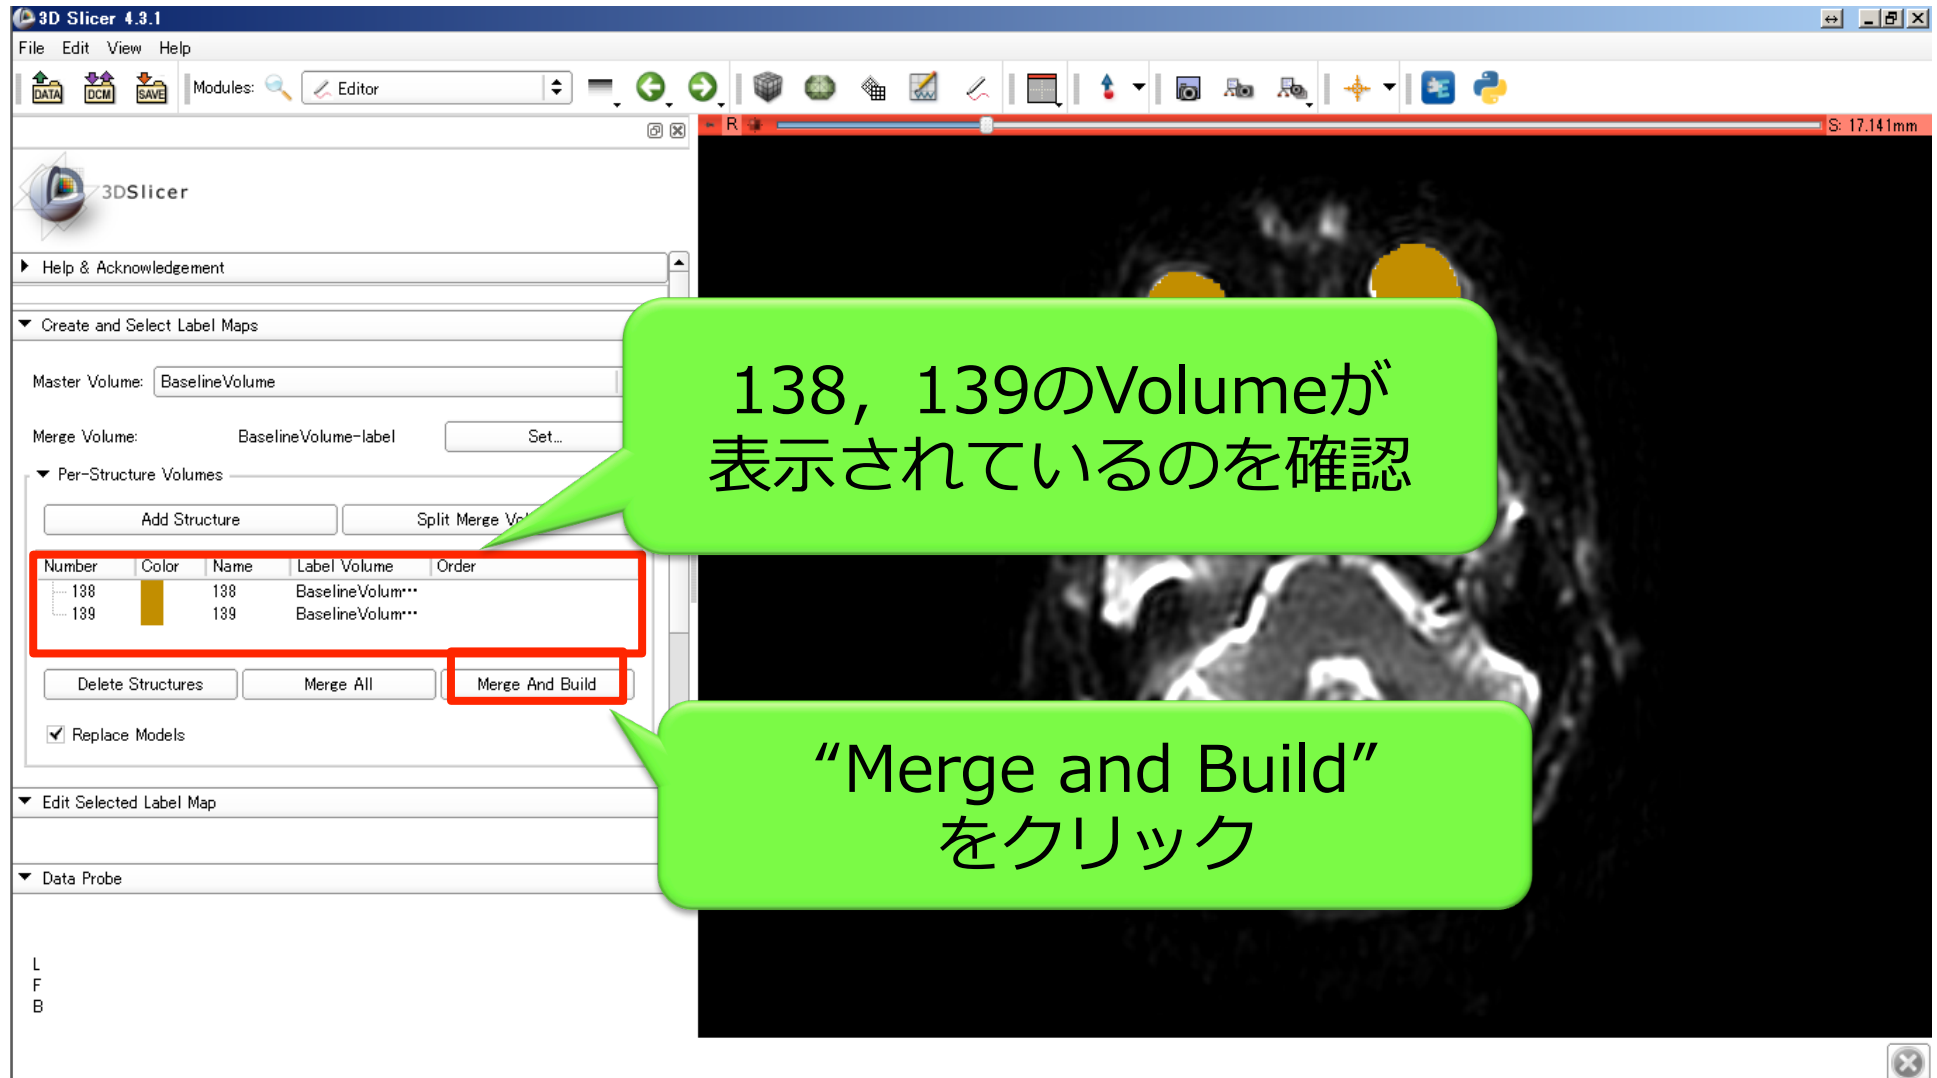 3D Slicer 4.3.1
File Edit View Help
DATA DCM SAVE Modules: Editor
R S: 17.141mm
3DSlicer
Help & Acknowledgement
Create and Select Label Maps
Master Volume: BaselineVolume
Merge Volume: BaselineVolume-label Set...
Per-Structure Volumes
Add Structure Split Merge
Number Color Name Label Volume Order
138 138 BaselineVolum…
139 139 BaselineVolum…
Delete Structures Merge All Merge And Build
Replace Models
Edit Selected Label Map
Data Probe
L
F
B
138，139のVolumeが
表示されているのを確認
“Merge and Build”
をクリック